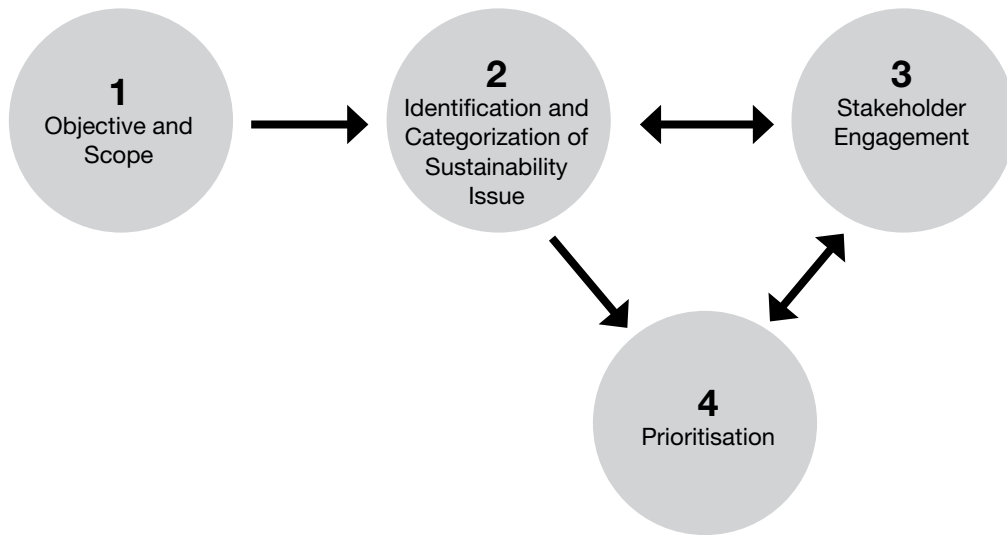 1
Objective and
Scope
2
Identification and
Categorization of
Sustainability
Issue
3
Stakeholder
Engagement
4
Prioritisation